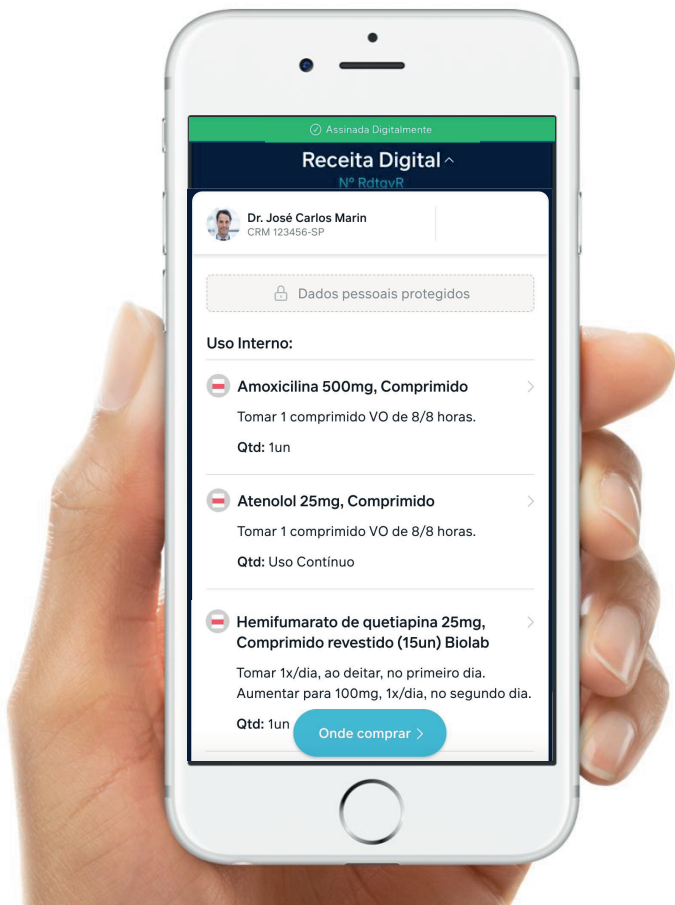 Assinada Digitalmente
Receita Digital
Nº RdtqvR
Dr. José Carlos Marin
CRM 123456-SP
Dados pessoais protegidos
Uso Interno:
Amoxicilina 500mg, Comprimido
Tomar 1 comprimido VO de 8/8 horas.
Qtd: 1un
Atenolol 25mg, Comprimido
Tomar 1 comprimido VO de 8/8 horas.
Qtd: Uso Contínuo
Hemifumarato de quetiapina 25mg,
Comprimido revestido (15un) Biolab
Tomar 1x/dia, ao deitar, no primeiro dia.
Aumentar para 100mg, 1x/dia, no segundo dia.
Qtd: 1un
Onde comprar